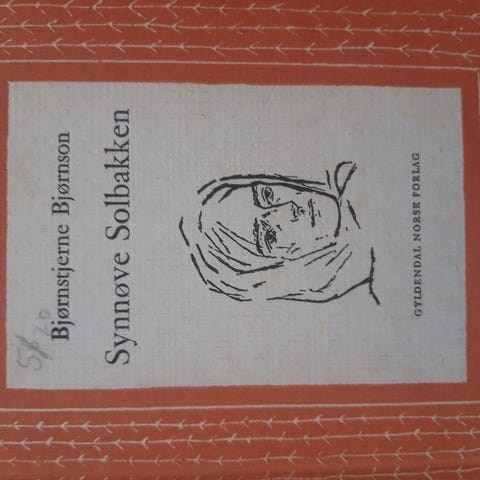 Bjørnstjerne Bjørnson
Synnøve Solbakken
GYLDENDAL NORSK FORLAG